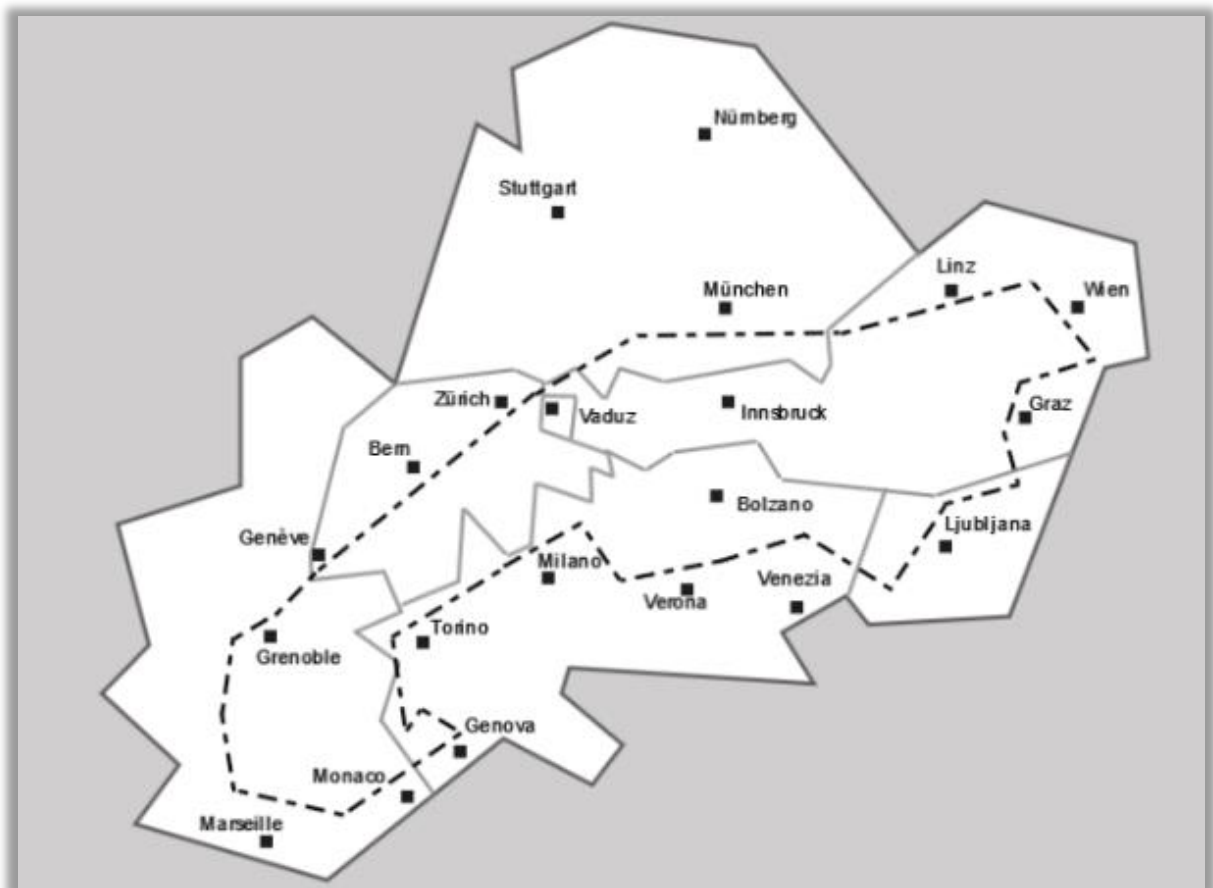 Nürnberg
Stuttgart
Linz
München
Wien
Zürich
Vaduz
Innsbruck
Graz
Bern
Bolzano
Ljubljana
Genève
Milano
Venezia
Verona
Torino
Grenoble
Genova
Monaco
Marseille